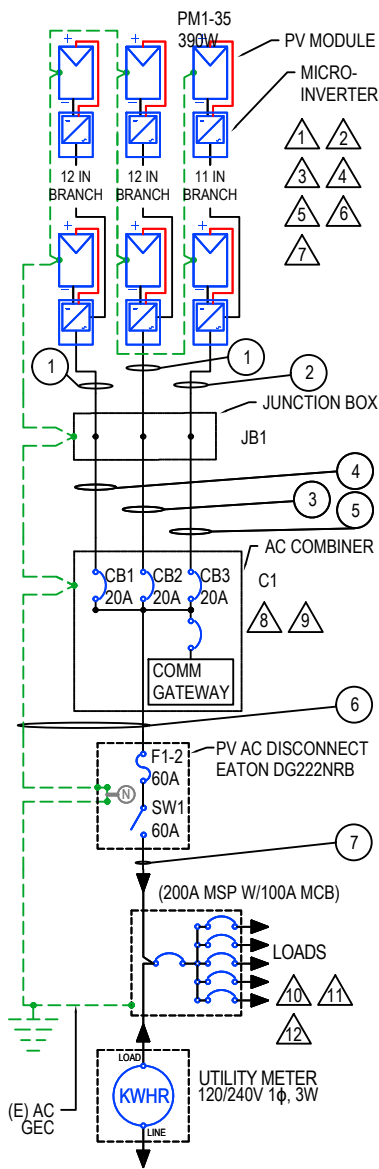 PM1-35
390W
PV MODULE
MICRO-
INVERTER
+ + +
- - -
1 2
3 4
5 6
7
12 IN
BRANCH
12 IN
BRANCH
11 IN
BRANCH
+ + +
- - -
1
1
2
JUNCTION BOX
JB1
4
3
5
AC COMBINER
C1
CB1
20A
CB2
20A
CB3
20A
8 9
COMM
GATEWAY
6
F1-2
60A
PV AC DISCONNECT
EATON DG222NRB
N
SW1
60A
7
(200A MSP W/100A MCB)
LOADS
10 11
12
LOAD
KWHR
LINE
UTILITY METER
120/240V 1ϕ, 3W
(E) AC
GEC